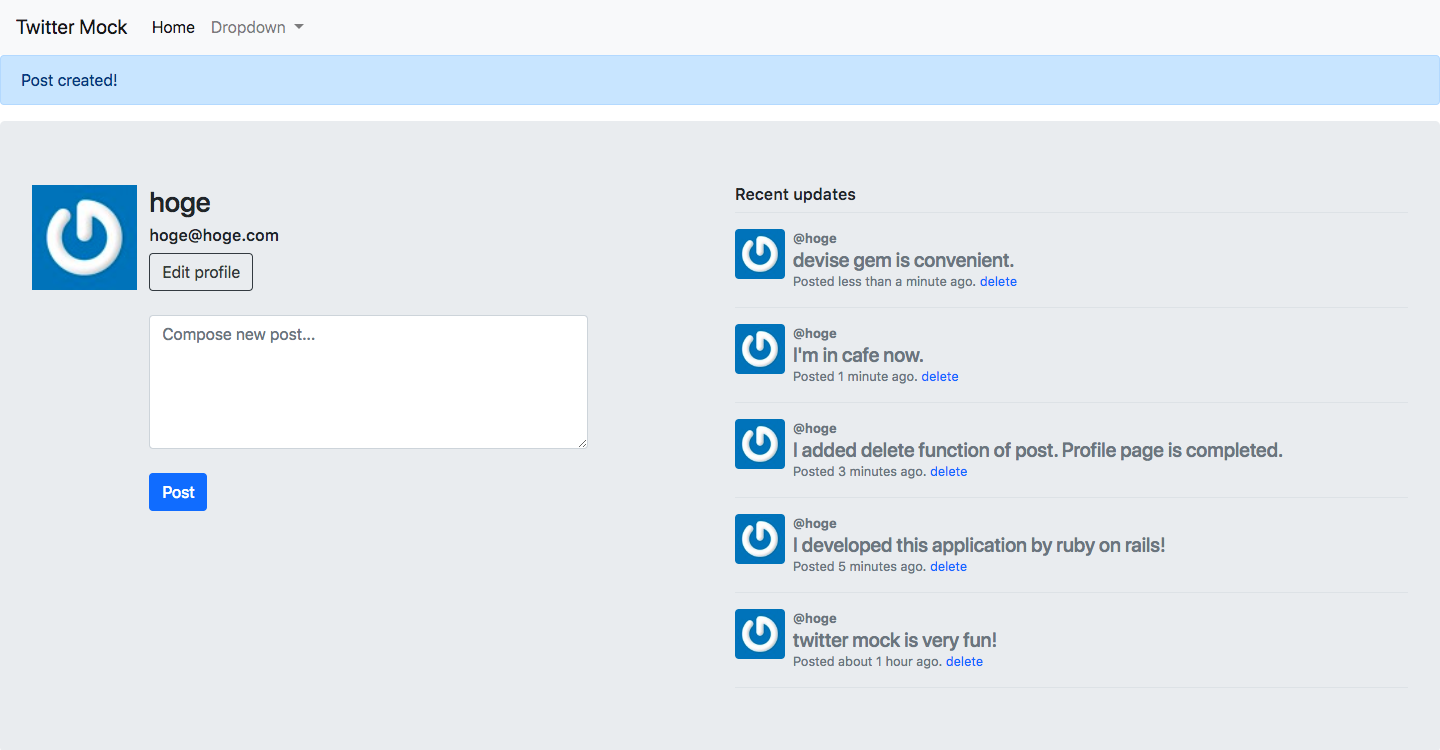 Twitter Mock Home Dropdown
Post created!
hoge
hoge@hoge.com
Edit profile
Compose new post...
Post
Recent updates
@hoge
devise gem is convenient.
Posted less than a minute ago. delete
@hoge
I'm in cafe now.
Posted 1 minute ago. delete
@hoge
I added delete function of post. Profile page is completed.
Posted 3 minutes ago. delete
@hoge
I developed this application by ruby on rails!
Posted 5 minutes ago. delete
@hoge
twitter mock is very fun!
Posted about 1 hour ago. delete